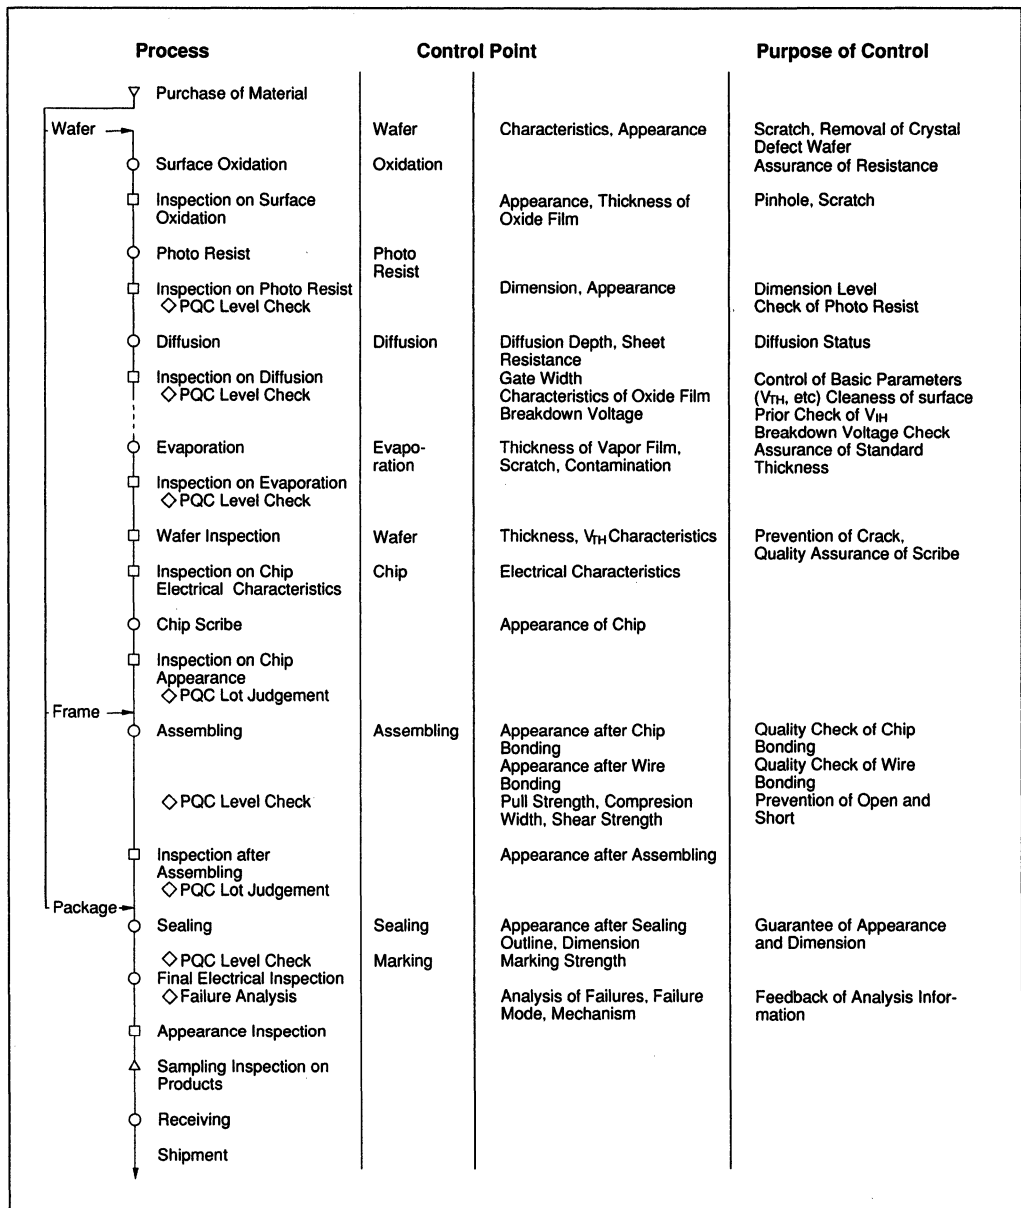 Process Control Point Purpose of Control
Purchase of Material
Wafer Wafer Characteristics, Appearance Scratch, Removal of Crystal
Defect Wafer
Surface Oxidation Oxidation Assurance of Resistance
Inspection on Surface Appearance, Thickness of Pinhole, Scratch
Oxidation Oxide Film
Photo Resist Photo
Resist
Inspection on Photo Resist Dimension, Appearance Dimension Level
◇ PQC Level Check Check of Photo Resist
Diffusion Diffusion Diffusion Depth, Sheet Diffusion Status
Resistance
Inspection on Diffusion Gate Width Control of Basic Parameters
◇ PQC Level Check Characteristics of Oxide Film (VTH, etc) Cleaness of surface
Breakdown Voltage Prior Check of VIH
Breakdown Voltage Check
Evaporation Evapo- Thickness of Vapor Film, Assurance of Standard
ration Scratch, Contamination Thickness
Inspection on Evaporation
◇ PQC Level Check
Wafer Inspection Wafer Thickness, VTH Characteristics Prevention of Crack,
Quality Assurance of Scribe
Inspection on Chip Chip Electrical Characteristics
Electrical Characteristics
Chip Scribe Appearance of Chip
Inspection on Chip
Appearance
◇ PQC Lot Judgement
Frame
Assembling Assembling Appearance after Chip Quality Check of Chip
Bonding Bonding
Appearance after Wire Quality Check of Wire
Bonding Bonding
◇ PQC Level Check Pull Strength, Compresion Prevention of Open and
Width, Shear Strength Short
Inspection after Appearance after Assembling
Assembling
◇ PQC Lot Judgement
Package
Sealing Sealing Appearance after Sealing Guarantee of Appearance
Outline, Dimension and Dimension
◇ PQC Level Check Marking Marking Strength
Final Electrical Inspection
◇ Failure Analysis Analysis of Failures, Failure Feedback of Analysis Infor-
Mode, Mechanism mation
Appearance Inspection
Sampling Inspection on
Products
Receiving
Shipment